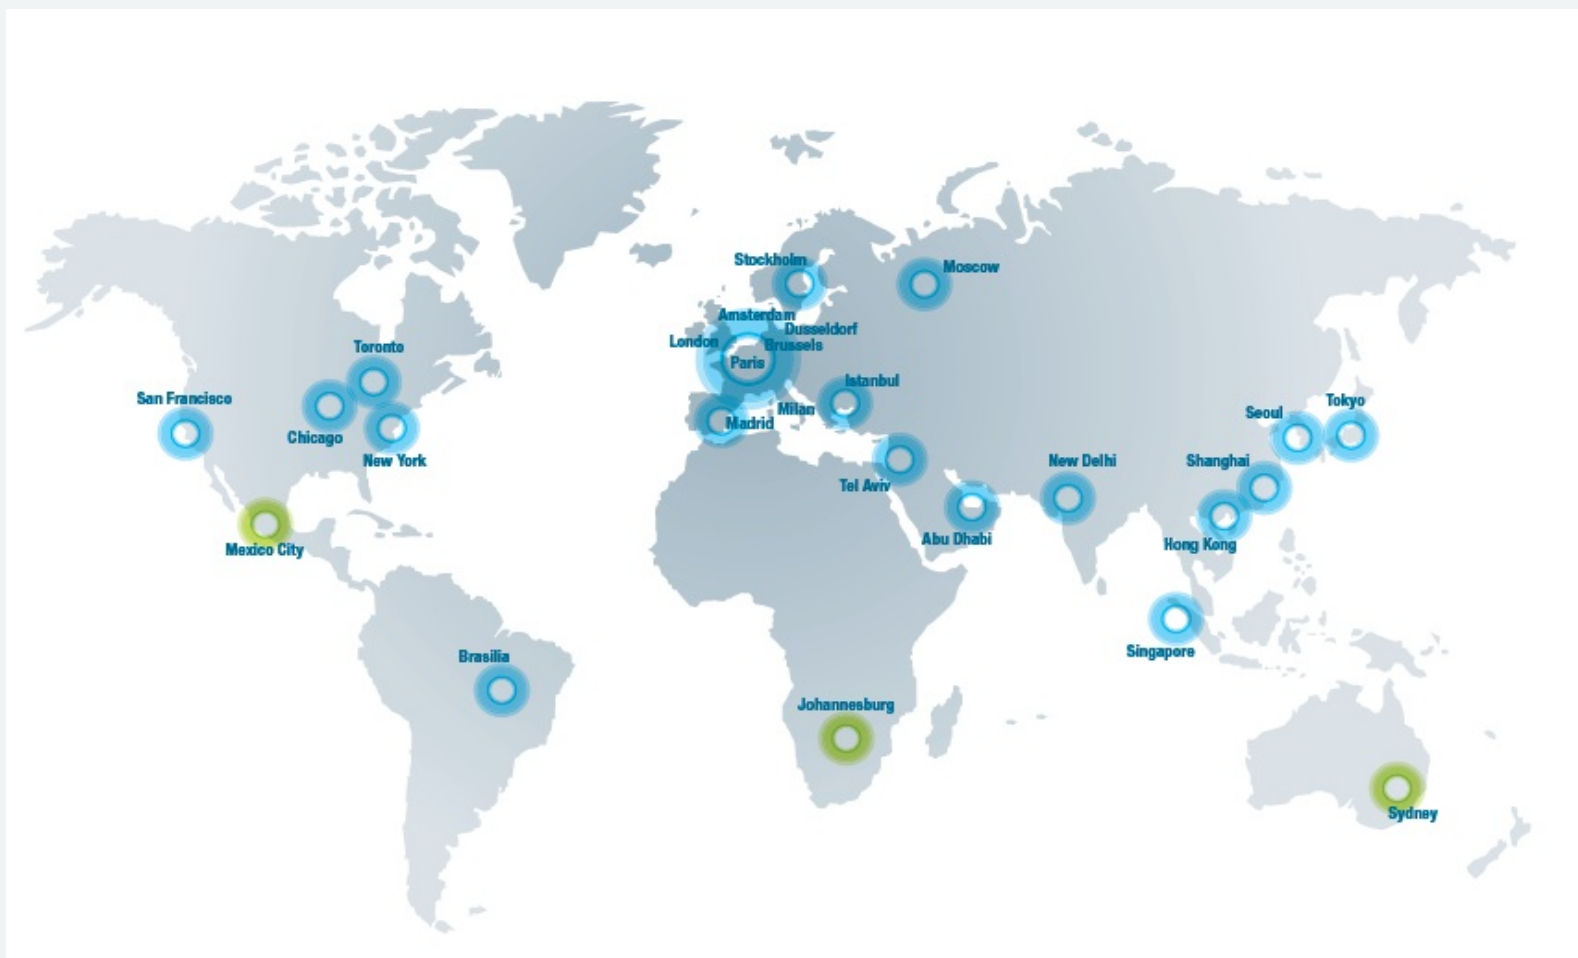 Stockholm
Moscow
Amsterdam
Dusseldorf
London
Brussels
Toronto
Paris
Istanbul
San Francisco
Tokyo
Milan
Seoul
Madrid
Chicago
New York
New Delhi
Shanghai
Tel Aviv
Abu Dhabi
Hong Kong
Mexico City
Singapore
Brasilia
Johannesburg
Sydney